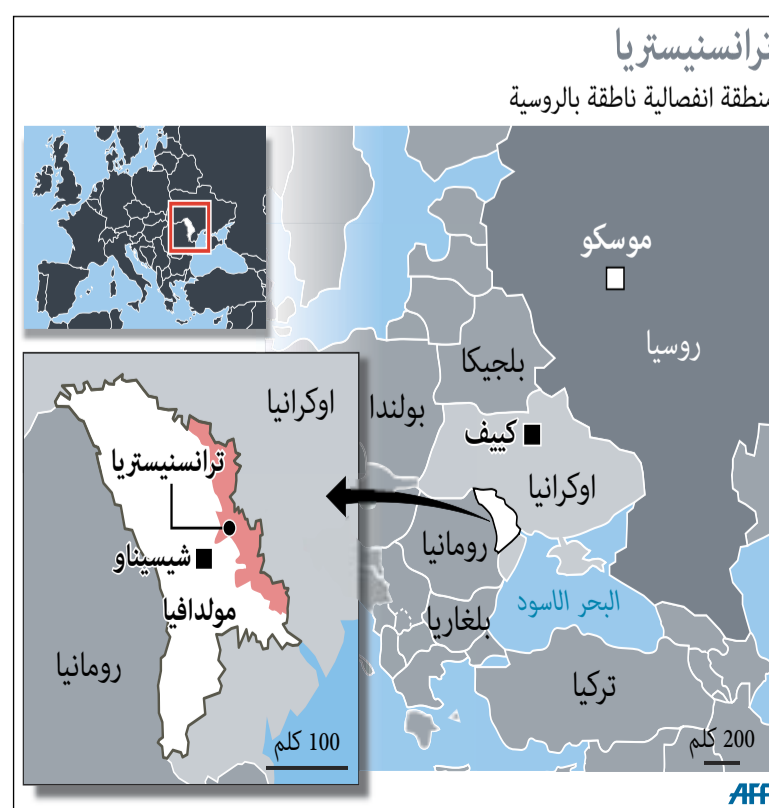 ترانسنيستريا
منطقة انفصالية ناطقة بالروسية
موسكو
روسيا
بلجيكا
بولندا
اوكرانيا
كييف
اوكرانيا
رومانيا
البحر الاسود
بلغاريا
تركيا
200 كلم
ترانسنيستريا
شيسيناو
مولدافيا
رومانيا
100 كلم
AFP